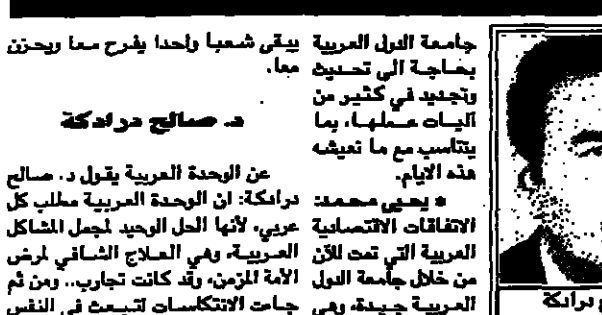 جامعة الدول العربية
بحاجة الى تحديث
وتجديد في كثير من
آليات عملها، بما
يتناسب مع ما نعيشه
هذه الايام.
• يحيى محمد:
الاتفاقات الاقتصادية
العربية التي تمت للآن
من خلال جامعة الدول
العربية جيدة، وهي
يبقى شعبا واحدا يفرح معا ويحزن
معا.
د. صالح درادكة
عن الوحدة العربية يقول د. صالح
درادكة: ان الوحدة العربية مطلب كل
عربي، لأنها الحل الوحيد لمجمل المشاكل
العربية، وهي العلاج الشافي لمرض
الأمة المزمن، وقد كانت تجارب.. ومن ثم
جاءت الانتكاسات لتبعث في النفس
درادكة